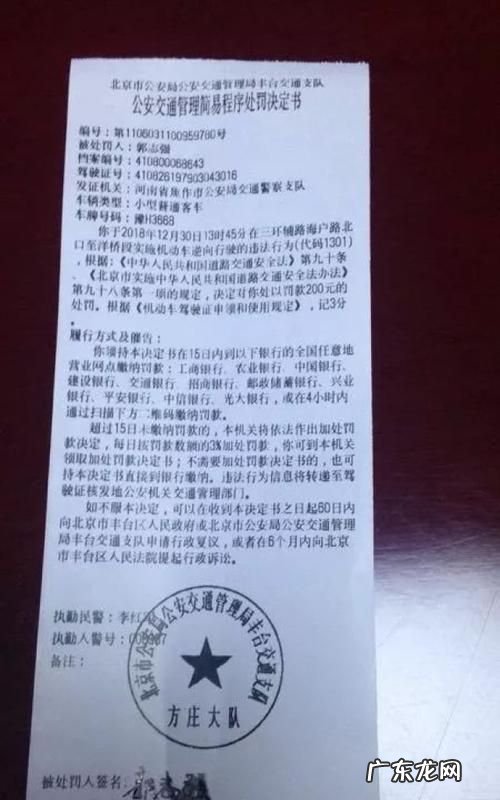 北京市公安局公安交通管理局丰台交通支队
公安交通管理简易程序处罚决定书
编号：第1106031100959780号
被处罚人：郭志强
档案编号：410800068643
驾驶证号：410826197903043016
发证机关：河南省焦作市公安局交通警察支队
车辆类型：小型普通客车
车牌号码：豫H3668
你于2018年12月30日13时45分在三环辅路海户路北
口至洋桥段实施机动车逆向行驶的违法行为(代码1301)
，根据：《中华人民共和国道路交通安全法》第九十条、
《北京市实施中华人民共和国道路交通安全法办法》
第九十八条第一项的规定，决定对你处以罚款200元的
处罚。根据《机动车驾驶证申领和使用规定》，记3分
。
履行方式及催告：
你须持本决定书在15日内到以下银行的全国任意地
营业网点缴纳罚款：工商银行、农业银行、中国银行、
建设银行、交通银行、招商银行、邮政储蓄银行、兴业
银行、平安银行、中信银行、光大银行，或在4小时内
通过扫描下方二维码缴纳罚款。
超过15日未缴纳罚款的，本机关将依法作出加处罚
款决定，每日按罚款数额的3%加处罚款，你可到本机关
领取加处罚款决定书；不需要加处罚款决定书的，也可
持本决定书直接到银行缴纳。违法行为信息将转递至驾
驶证核发地公安机关交通管理部门。
如不服本决定，可以在收到本决定书之日起60日内
向北京市丰台区人民政府或北京市公安局公安交通管理
局丰台交通支队申请行政复议，或者在6个月内向北京
市丰台区人民法院提起行政诉讼。
执勤民警：李红
执勤人警号：
备注：
北京市公安局公安交通管理局丰台交通支队
方庄大队
被处罚人签名：郭志强
广东龙网